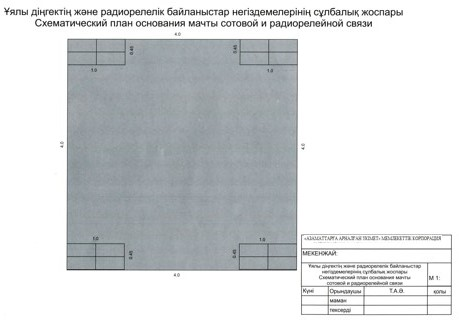 Ұялы діңгектің және радиорелелік байланыстар негіздемелерінің сұлбалық жоспары
Схематический план основания мачты сотовой и радиорелейной связи
4.0
1.0
0.45
0.45
1.0
4.0
4.0
1.0
0.45
0.45
1.0
4.0
«АЗАМАТТАРҒА АРНАЛҒАН ҮКІМЕТ» МЕМЛЕКЕТТІК КОРПОРАЦИЯ
МЕКЕНЖАЙ:
Ұялы діңгектің және радиорелелік байланыстар
негіздемелерінің сұлбалық жоспары
Схематический план основания мачты
сотовой и радиорелейной связи
М 1:
Күні Орындаушы Т.А.Ә. қолы
маман
тексерді